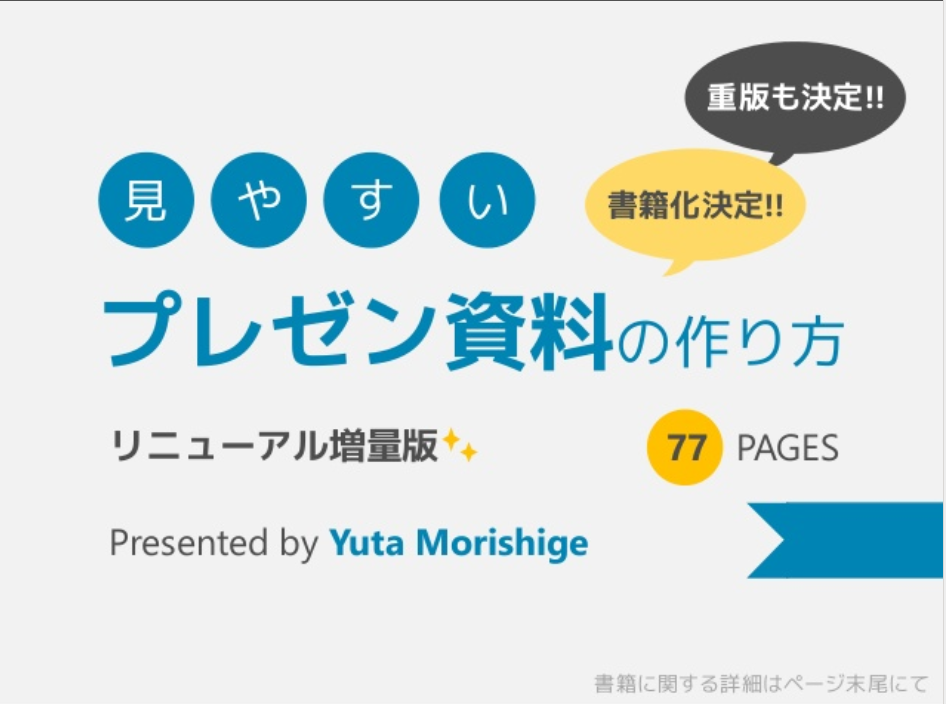 重版も決定!!
書籍化決定!!
見やすい
プレゼン資料の作り方
リニューアル増量版
77 PAGES
Presented by Yuta Morishige
書籍に関する詳細はページ末尾にて